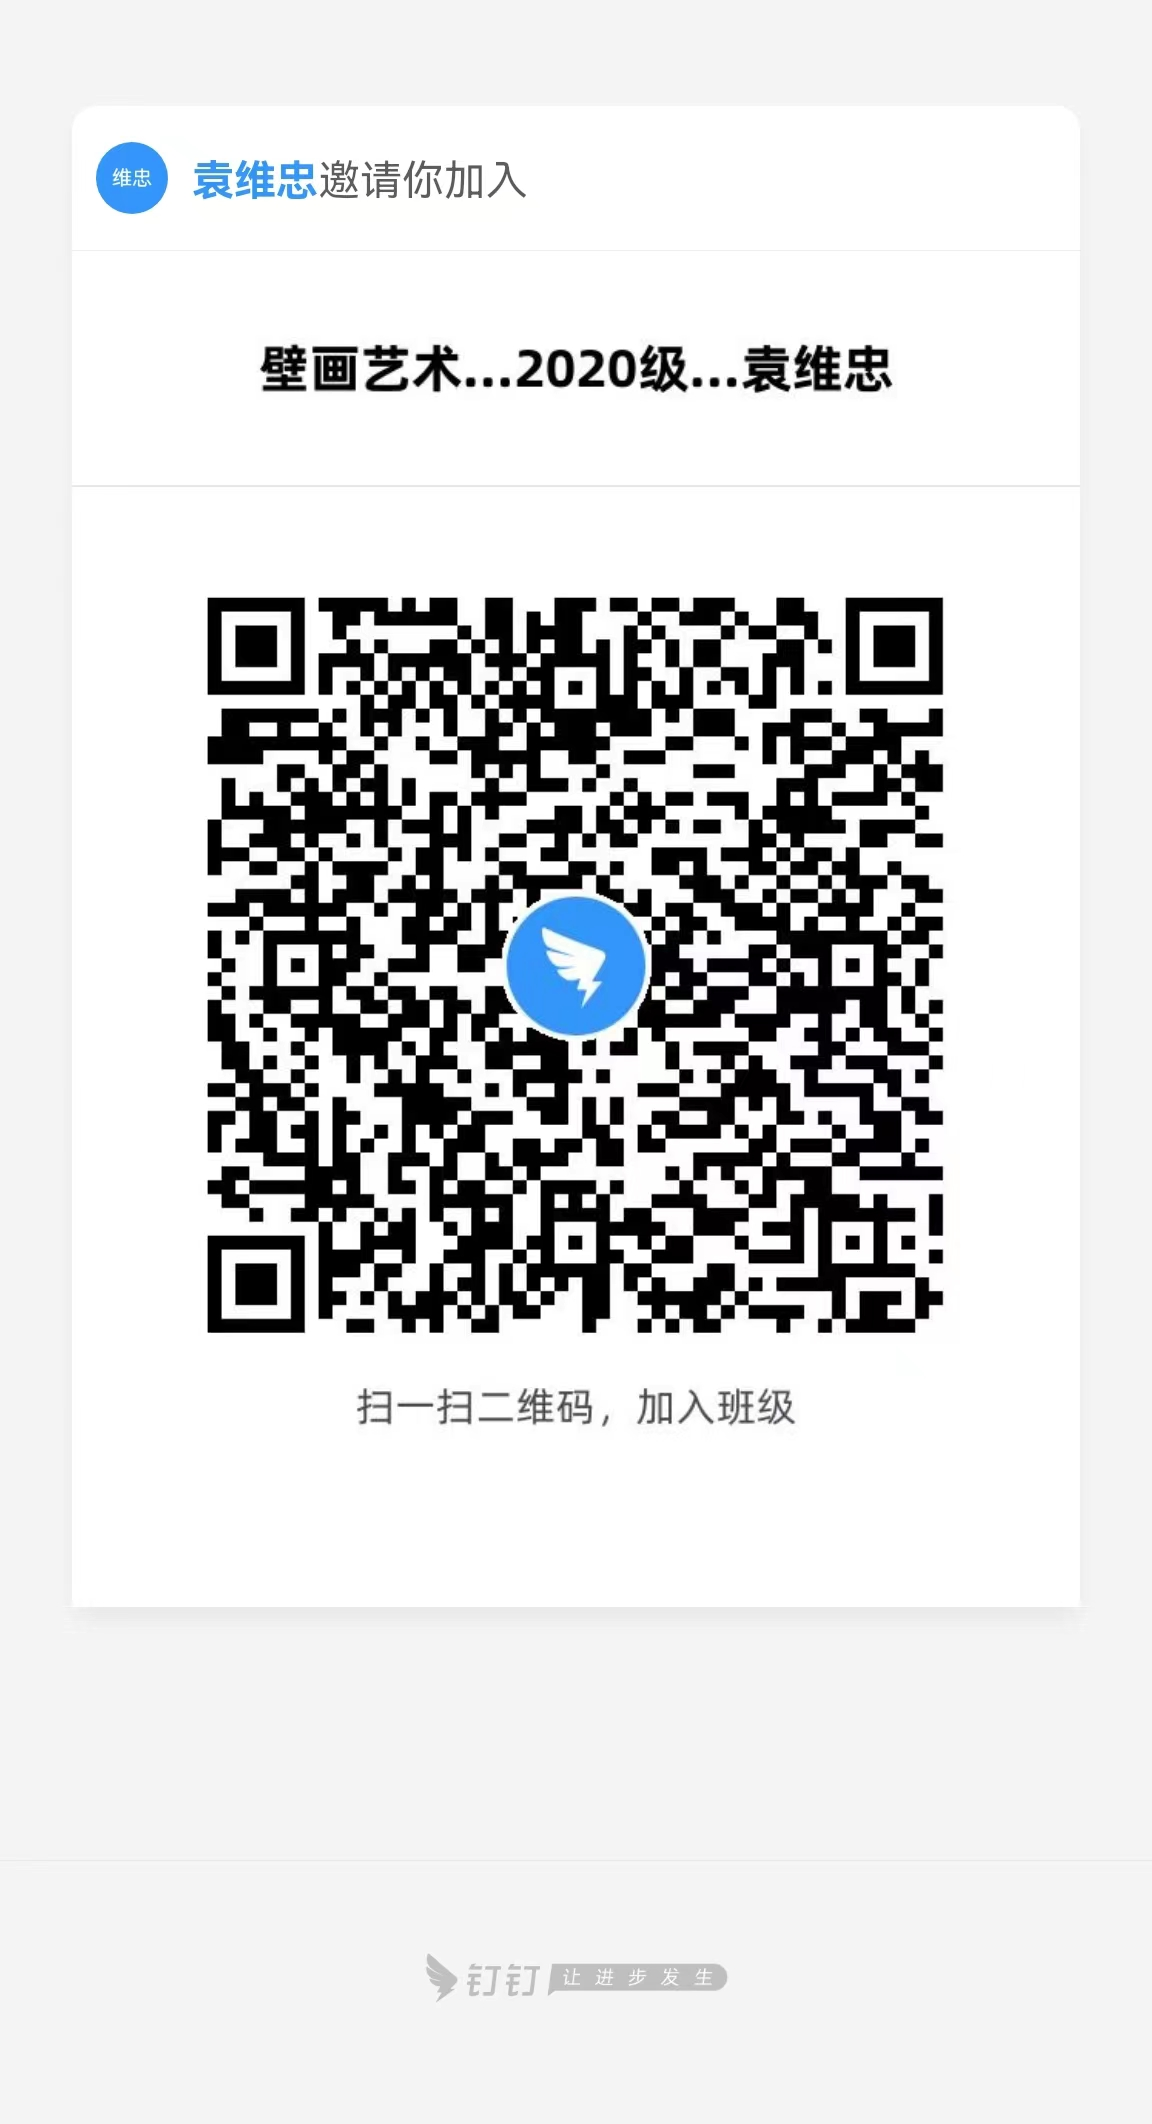 维忠
袁维忠邀请你加入
壁画艺术...2020级...袁维忠
扫一扫二维码，加入班级
钉钉 让进步发生